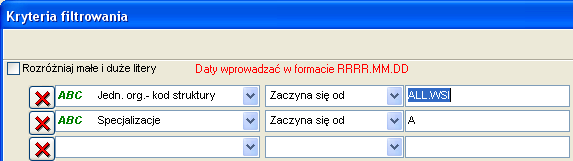 Kryteria filtrowania
Rozróżniaj małe i duże litery Daty wprowadzać w formacie RRRR.MM.DD
ABC Jedn. org.- kod struktury Zaczyna się od ALL.WSI
ABC Specjalizacje Zaczyna się od A